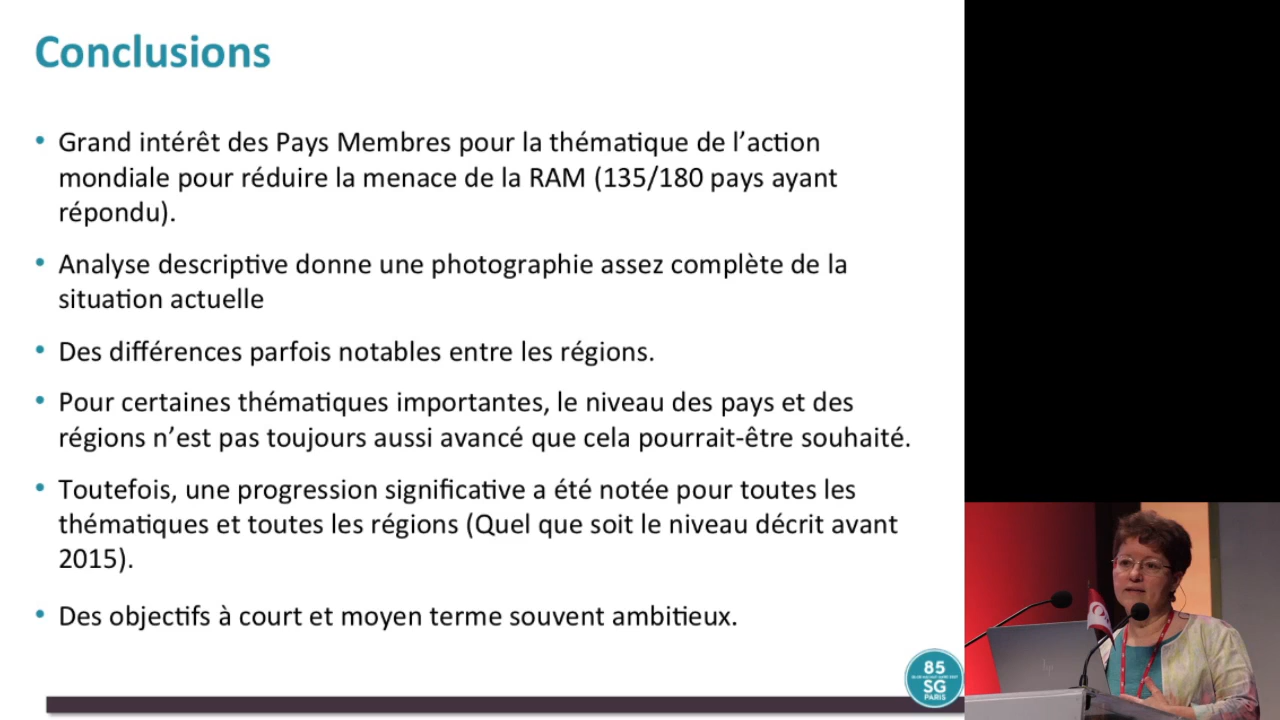 Conclusions
• Grand intérêt des Pays Membres pour la thématique de l’action
mondiale pour réduire la menace de la RAM (135/180 pays ayant
répondu).
• Analyse descriptive donne une photographie assez complète de la
situation actuelle
• Des différences parfois notables entre les régions.
• Pour certaines thématiques importantes, le niveau des pays et des
régions n’est pas toujours aussi avancé que cela pourrait-être souhaité.
• Toutefois, une progression significative a été notée pour toutes les
thématiques et toutes les régions (Quel que soit le niveau décrit avant
2015).
• Des objectifs à court et moyen terme souvent ambitieux.
85
SG
PARIS
hp